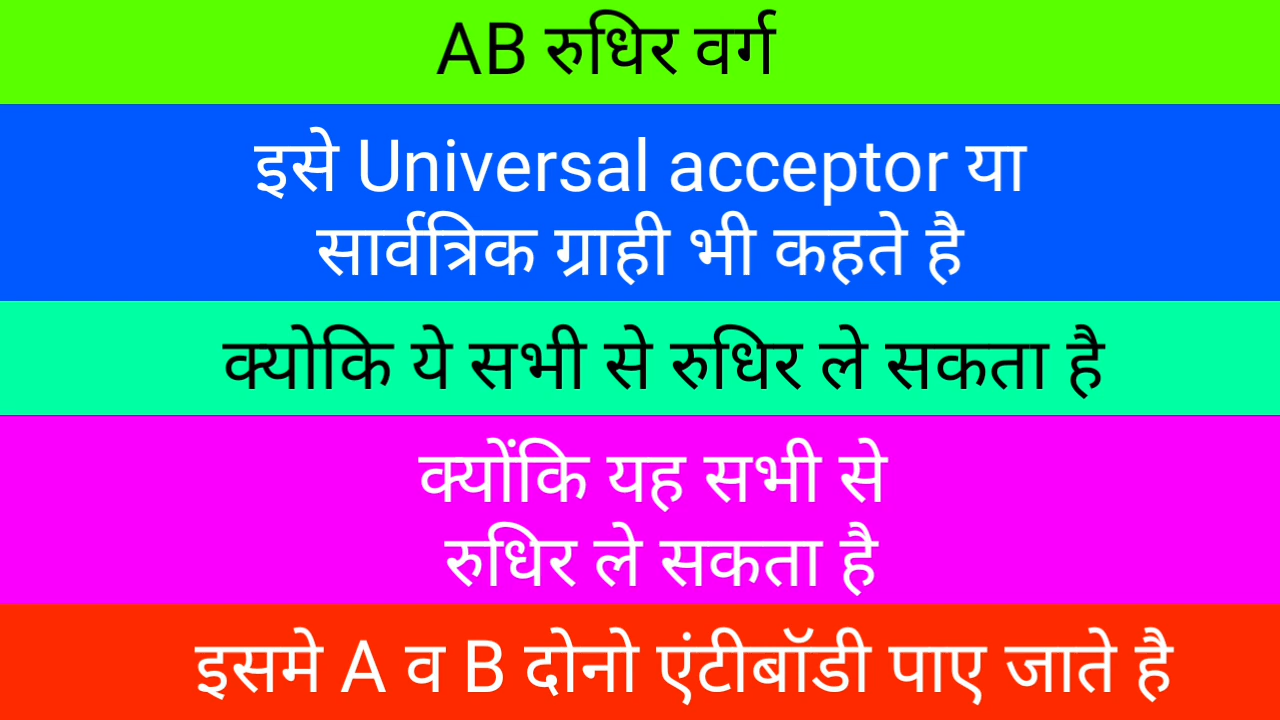 AB रुधिर वर्ग
इसे Universal acceptor या
सार्वत्रिक ग्राही भी कहते है
क्योकि ये सभी से रुधिर ले सकता है
क्योंकि यह सभी से
रुधिर ले सकता है
इसमे A व B दोनो एंटीबॉडी पाए जाते है